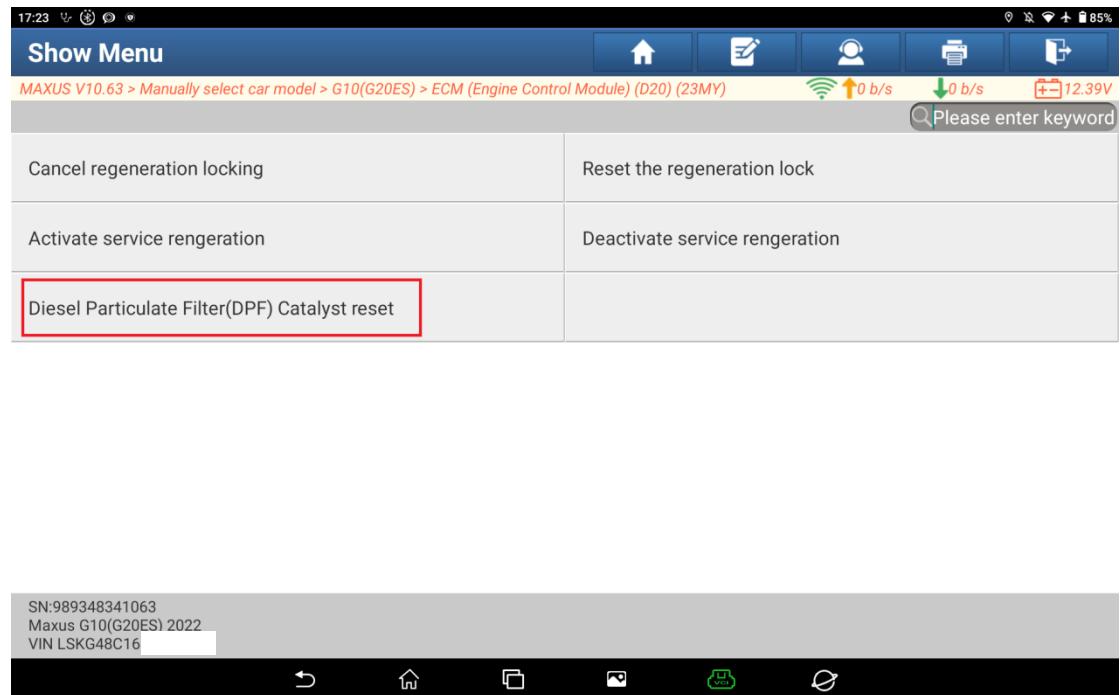 17:23
85%
Show Menu
MAXUS V10.63 > Manually select car model > G10(G20ES) > ECM (Engine Control Module) (D20) (23MY)
0 b/s
0 b/s
12.39V
Please enter keyword
Cancel regeneration locking
Reset the regeneration lock
Activate service rengeration
Deactivate service rengeration
Diesel Particulate Filter(DPF) Catalyst reset
SN:989348341063
Maxus G10(G20ES) 2022
VIN LSKG48C16
VCI